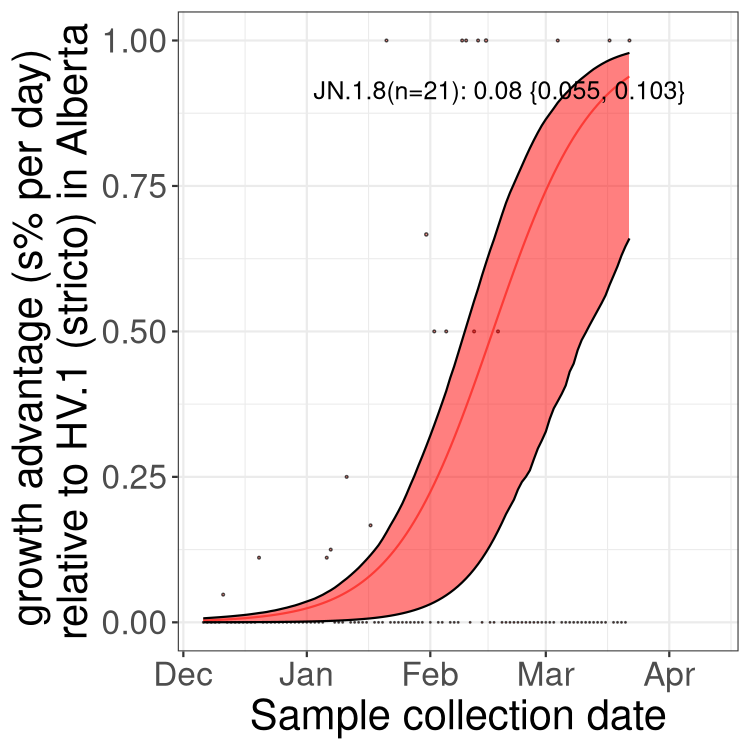 growth advantage (s% per day)
relative to HV.1 (stricto) in Alberta
1.00
0.75
0.50
0.25
0.00
JN.1.8(n=21): 0.08 {0.055, 0.103}
Dec Jan Feb Mar Apr
Sample collection date